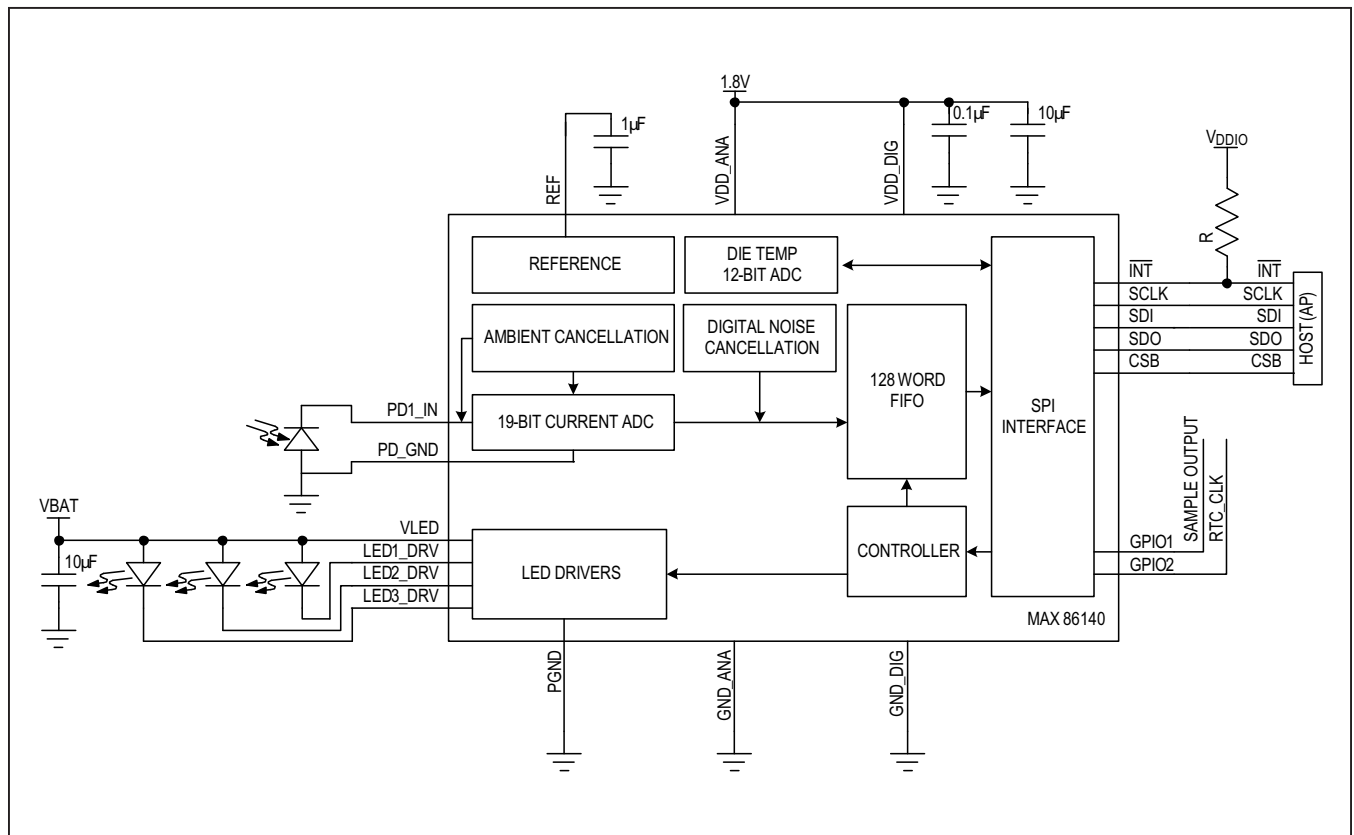 1.8V
1µF
0.1µF
10µF
VDDIO
REF
VDD_ANA
VDD_DIG
R
REFERENCE
DIE TEMP
12-BIT ADC
AMBIENT CANCELLATION
DIGITAL NOISE
CANCELLATION
128 WORD
FIFO
SPI
INTERFACE
INT
SCLK
SDI
SDO
CSB
INT
SCLK
SDI
SDO
CSB
HOST (AP)
PD1_IN
19-BIT CURRENT ADC
PD_GND
SAMPLE OUTPUT
RTC_CLK
VBAT
10µF
VLED
LED1_DRV
LED2_DRV
LED3_DRV
LED DRIVERS
CONTROLLER
GPIO1
GPIO2
MAX 86140
PGND
GND_ANA
GND_DIG